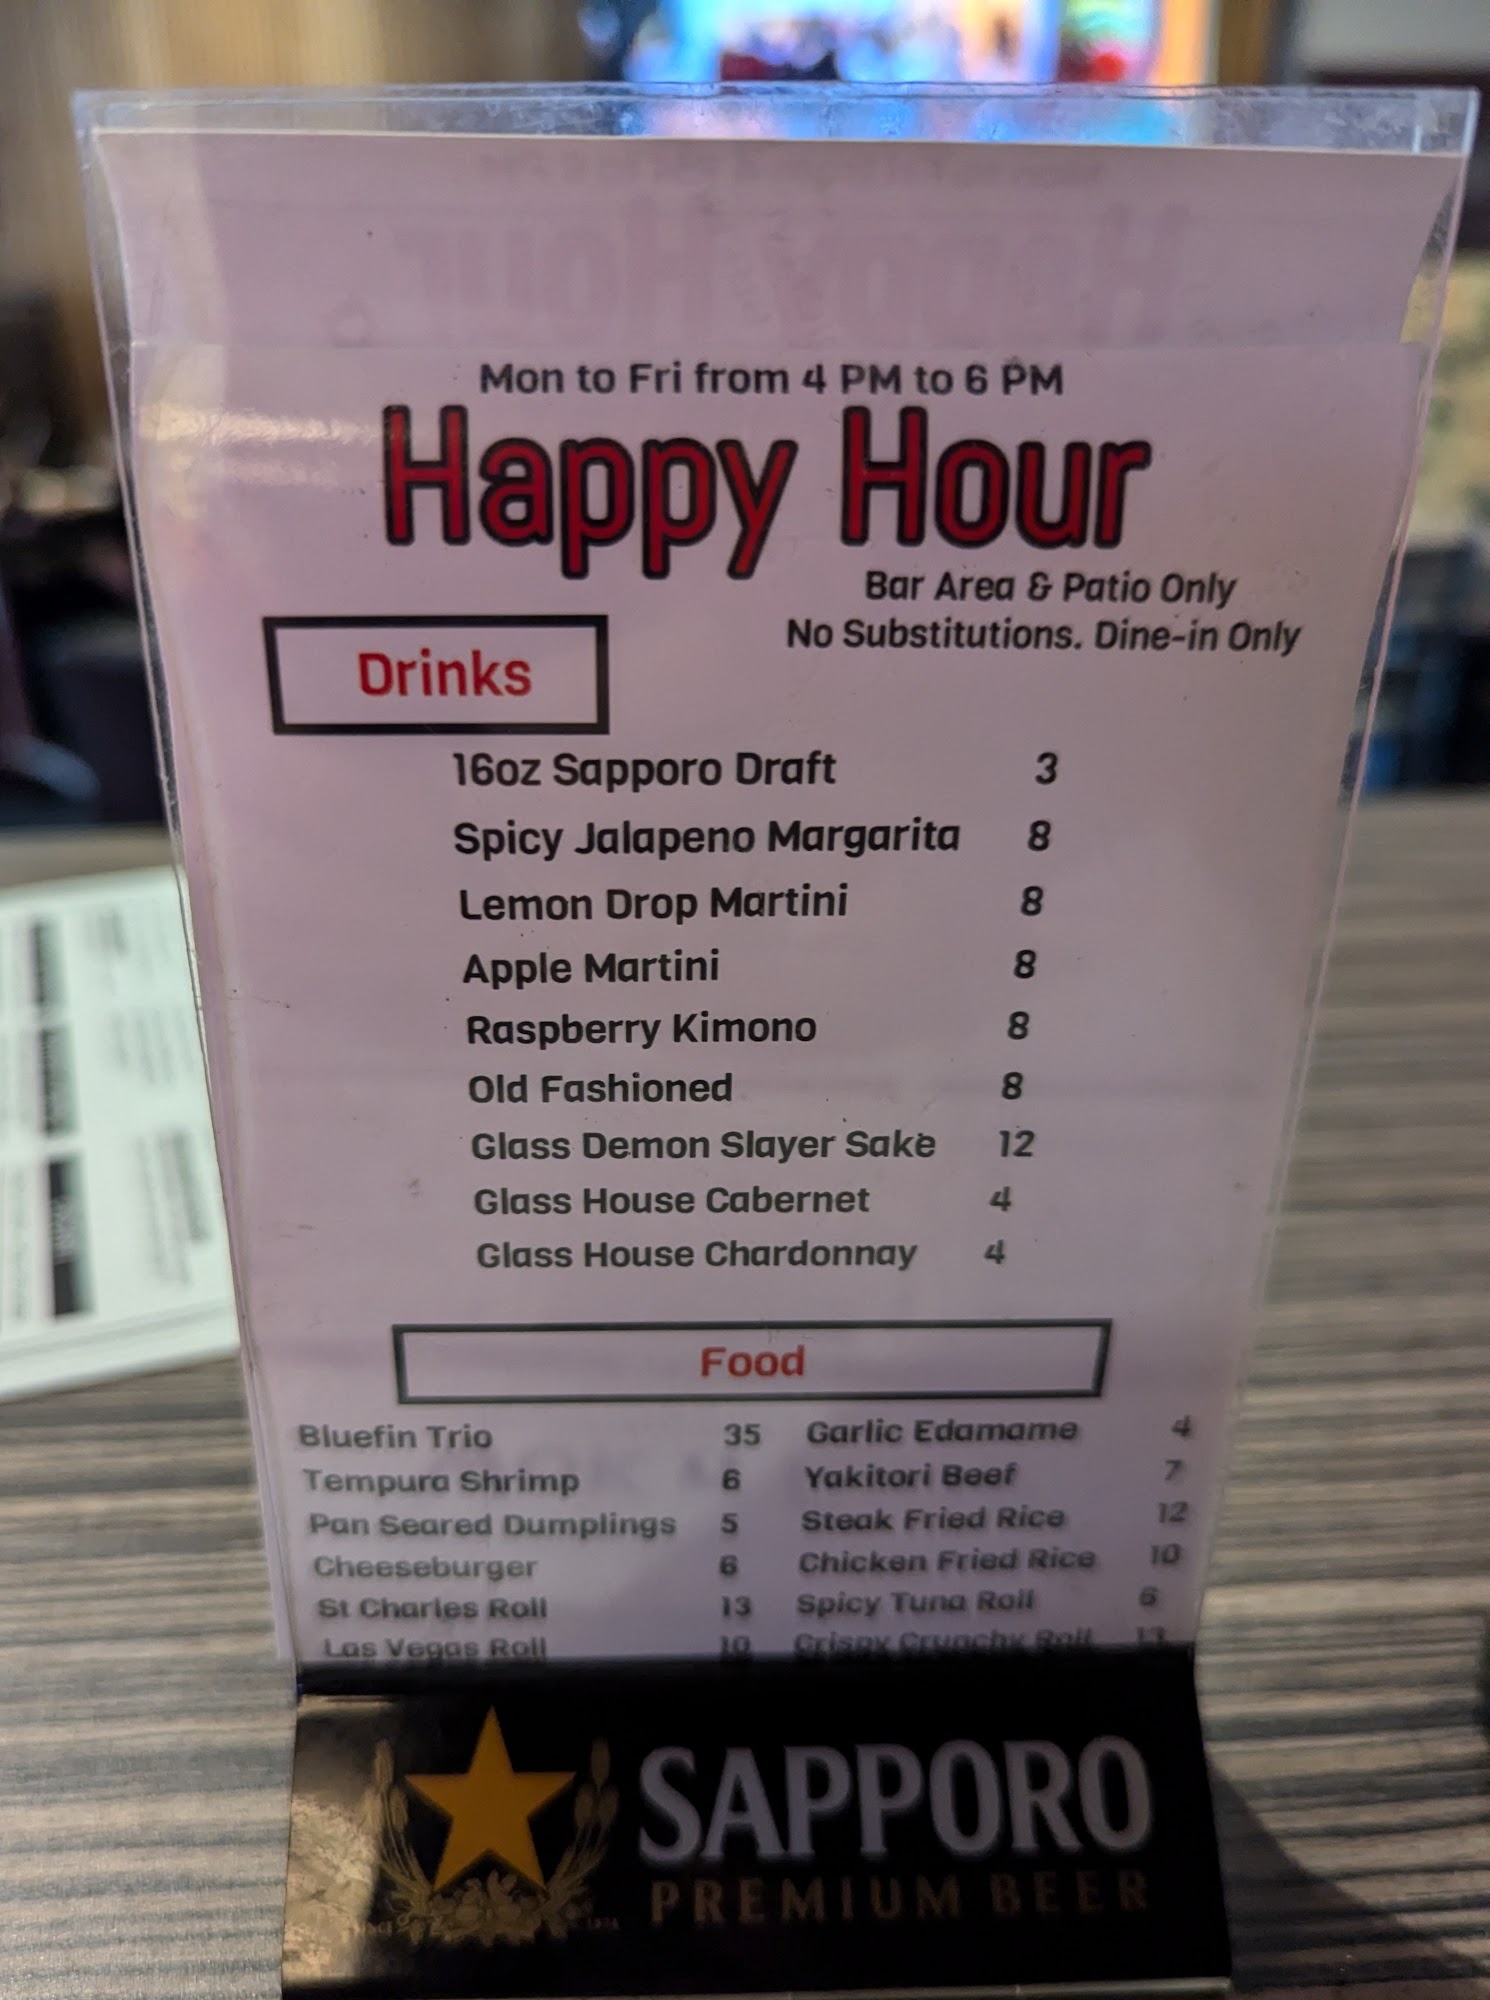 Mon to Fri from 4 PM to 6 PM
Happy Hour
Bar Area & Patio Only
No Substitutions. Dine-in Only
Drinks
16oz Sapporo Draft 3
Spicy Jalapeno Margarita 8
Lemon Drop Martini 8
Apple Martini 8
Raspberry Kimono 8
Old Fashioned 8
Glass Demon Slayer Sake 12
Glass House Cabernet 4
Glass House Chardonnay 4
Food
Bluefin Trio 35 Garlic Edamame 4
Tempura Shrimp 6 Yakitori Beef 7
Pan Seared Dumplings 5 Steak Fried Rice 12
Cheeseburger 6 Chicken Fried Rice 10
St Charles Roll 13 Spicy Tuna Roll 6
Las Vegas Roll 10 Crispy Crunchy Roll 13
SAPPORO
PREMIUM BEER